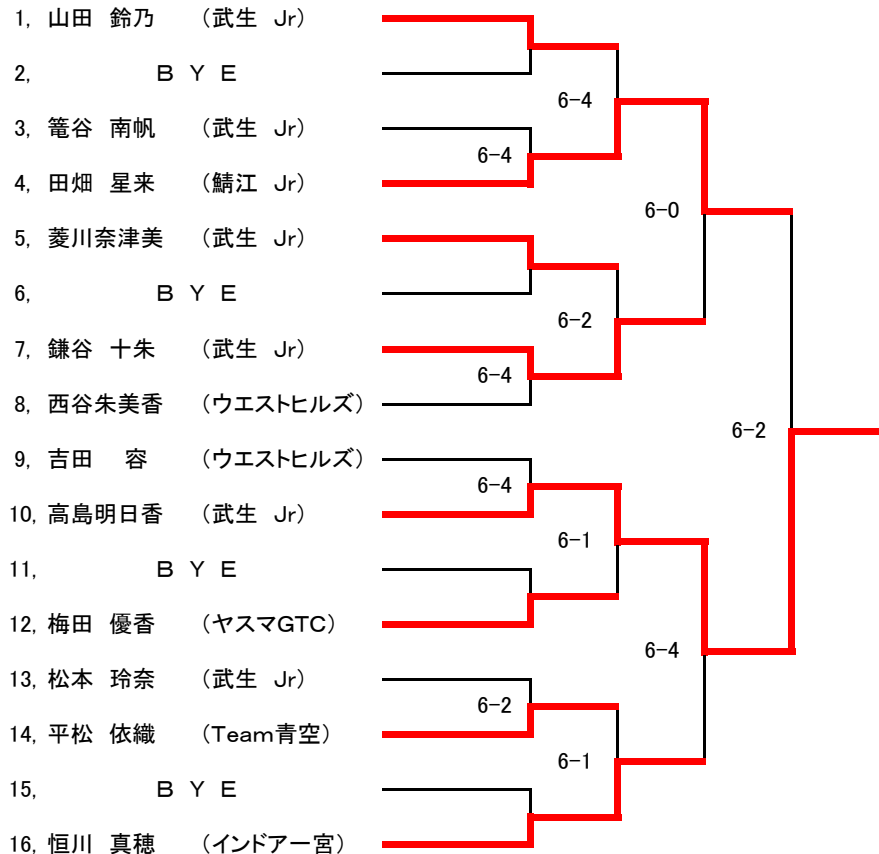 1, 山田 鈴乃 (武生 Jr)
2, B Y E
6-4
3, 篭谷 南帆 (武生 Jr)
6-4
4, 田畑 星来 (鯖江 Jr)
6-0
5, 菱川奈津美 (武生 Jr)
6, B Y E
6-2
7, 鎌谷 十朱 (武生 Jr)
6-4
8, 西谷朱美香 (ウエストヒルズ)
6-2
9, 吉田 容 (ウエストヒルズ)
6-4
10, 高島明日香 (武生 Jr)
6-1
11, B Y E
12, 梅田 優香 (ヤスマGTC)
6-4
13, 松本 玲奈 (武生 Jr)
6-2
14, 平松 依織 (Team青空)
6-1
15, B Y E
16, 恒川 真穂 (インドアー宮)